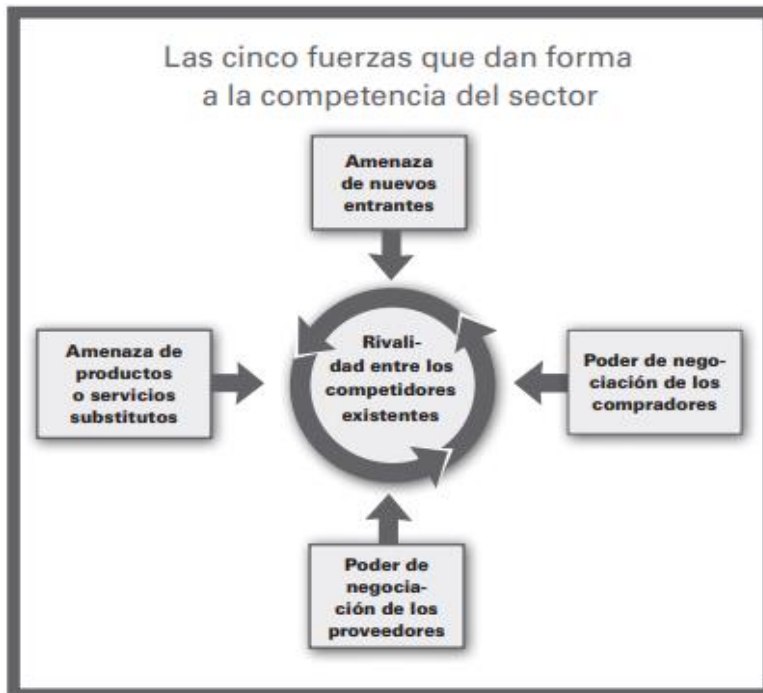 Las cinco fuerzas que dan forma
a la competencia del sector
Amenaza
de nuevos
entrantes
Amenaza de
productos
o servicios
substitutos
Rivali-
dad entre los
competidores
existentes
Poder de nego-
ciación de los
compradores
Poder de
negocia-
ción de los
proveedores